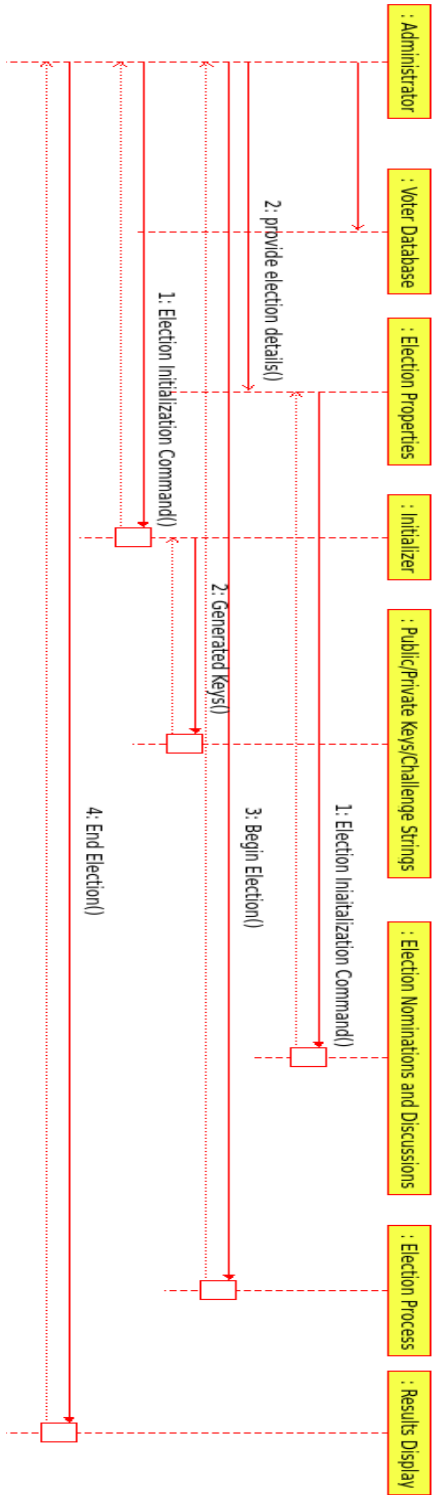 : Administrator
: Voter Database
: Election Properties
: Initializer
: Public/Private Keys/Challenge Strings
: Election Nominations and Discussions
: Election Process
: Results Display
1: Election Iniaitalization Command()
2: provide election details()
3: Begin Election()
2: Generated Keys()
1: Election Initialization Command()
4: End Election()